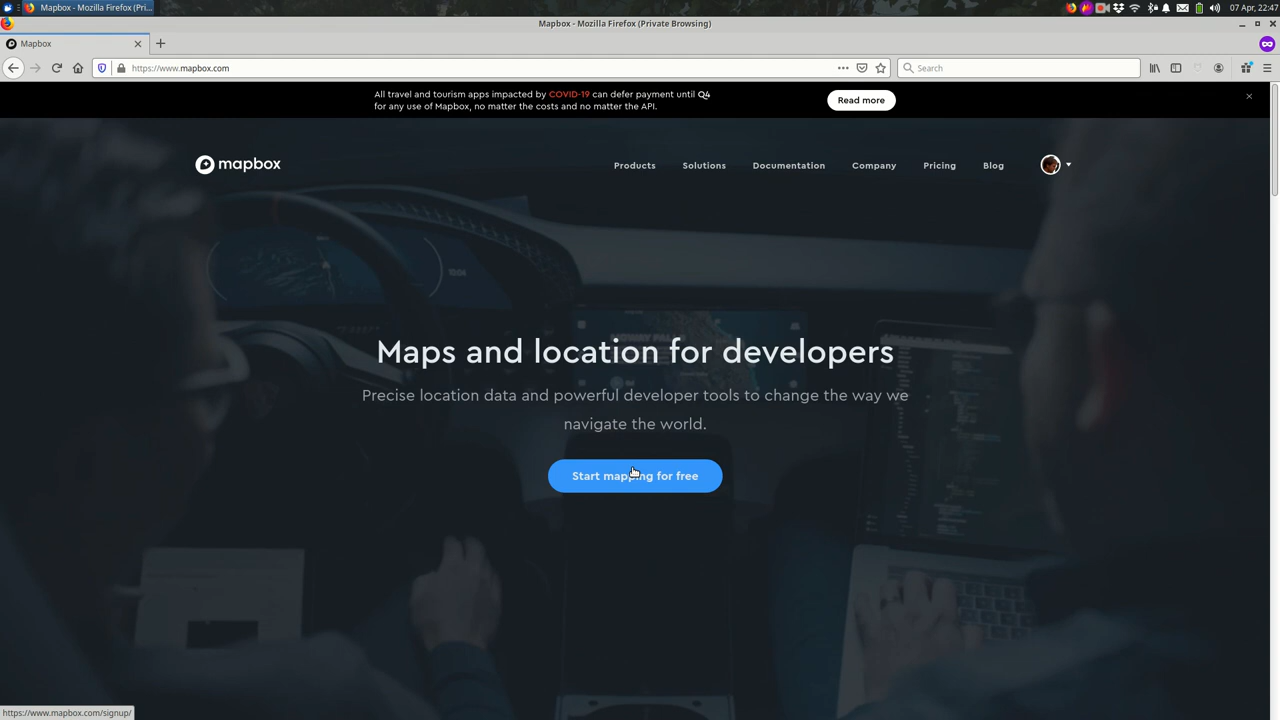 Mapbox - Mozilla Firefox (Pri...
07 Apr, 22:47
Mapbox - Mozilla Firefox (Private Browsing)
Mapbox
https://www.mapbox.com
Search
All travel and tourism apps impacted by COVID-19 can defer payment until Q4
for any use of Mapbox, no matter the costs and no matter the API.
Read more
mapbox
Products
Solutions
Documentation
Company
Pricing
Blog
Maps and location for developers
Precise location data and powerful developer tools to change the way we
navigate the world.
Start mapping for free
https://www.mapbox.com/signup/